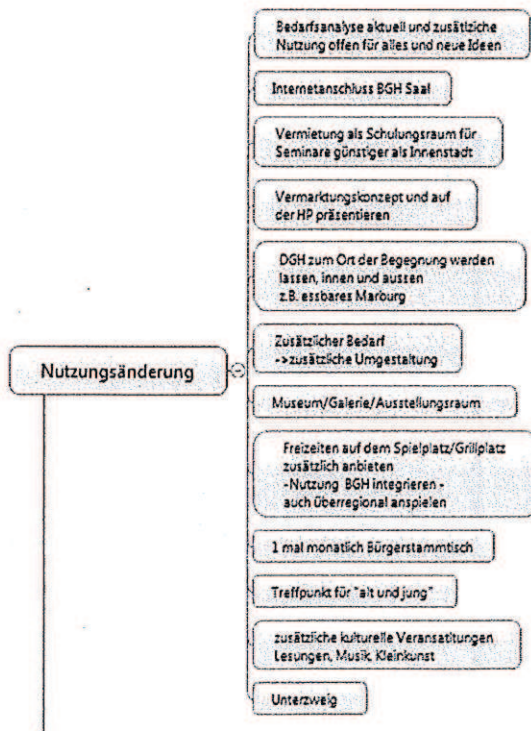 Bedarfsanalyse aktuell und zusätzliche
Nutzung offen für alles und neue Ideen
Internetanschluss BGH Saal
Vermietung als Schulungsraum für
Seminare günstiger als Innenstadt
Vermarktungskonzept und auf
der HP präsentieren
DGH zum Ort der Begegnung werden
lassen, innen und aussen
z.B. essbares Marburg
Nutzungsänderung
Zusätzlicher Bedarf
->zusätzliche Umgestaltung
Museum/Galerie/Ausstellungsraum
Freizeiten auf dem Spielplatz/Grillplatz
zusätzlich anbieten
-Nutzung BGH integrieren -
auch überregional anspielen
1 mal monatlich Bürgerstammtisch
Treffpunkt für "alt und jung"
zusätzliche kulturelle Veransatltungen
Lesungen, Musik, Kleinkunst
Unterzweig